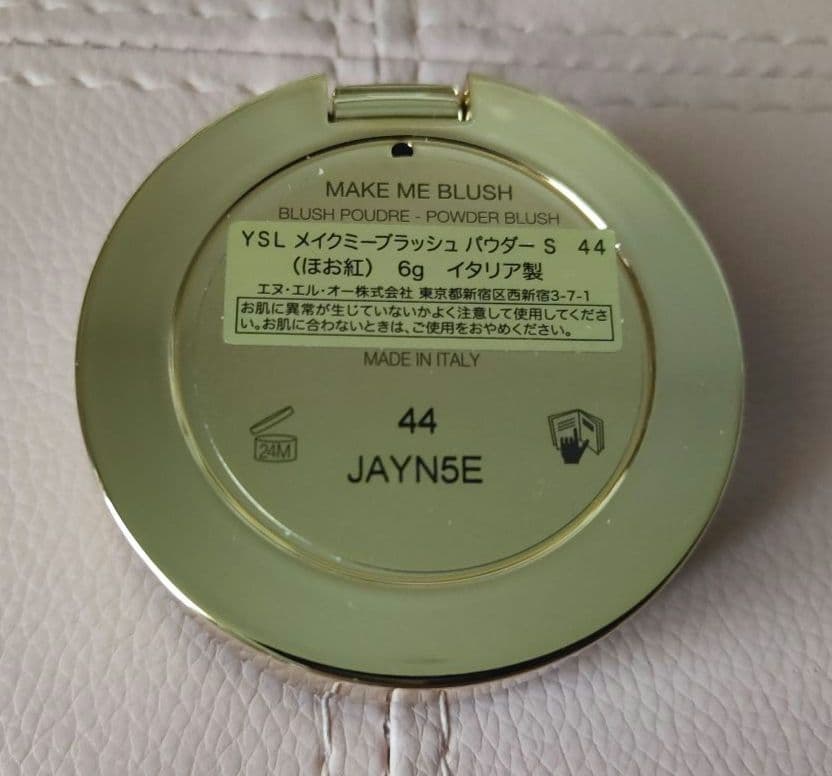 MAKE ME BLUSH
BLUSH POUDRE - POWDER BLUSH
YSL メイクミーブラッシュ パウダー S 44
（ほお紅） 6g イタリア製
エヌ・エル・オー株式会社 東京都新宿区西新宿3-7-1
お肌に異常が生じていないかよく注意して使用してくださ
い。お肌に合わないときは、ご使用をおやめください。
MADE IN ITALY
44
24M
JAYN5E